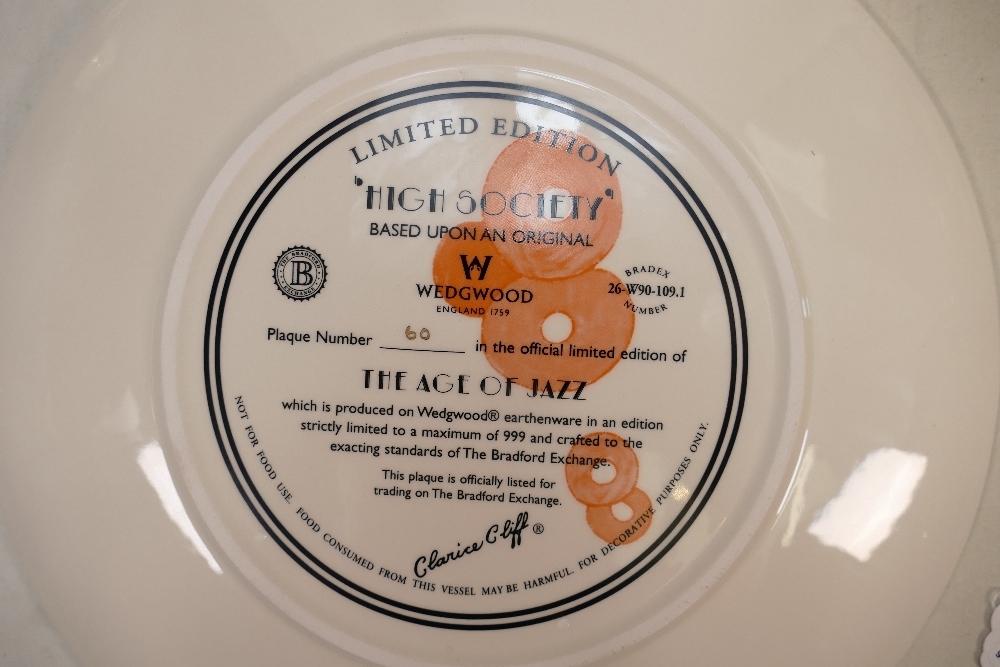 LIMITED EDITION
'HIGH SOCIETY'
BASED UPON AN ORIGINAL
THE BRADFORD
B
EXCHANGE
W
WEDGWOOD
ENGLAND 1759
BRADEX
26-W90-109.1
NUMBER
Plaque Number 60 in the official limited edition of
THE AGE OF JAZZ
which is produced on Wedgwood® earthenware in an edition
strictly limited to a maximum of 999 and crafted to the
exacting standards of The Bradford Exchange.
This plaque is officially listed for
trading on The Bradford Exchange.
Clarice Cliff ®
NOT FOR FOOD USE. FOOD CONSUMED FROM THIS VESSEL MAY BE HARMFUL. FOR DECORATIVE PURPOSES ONLY.